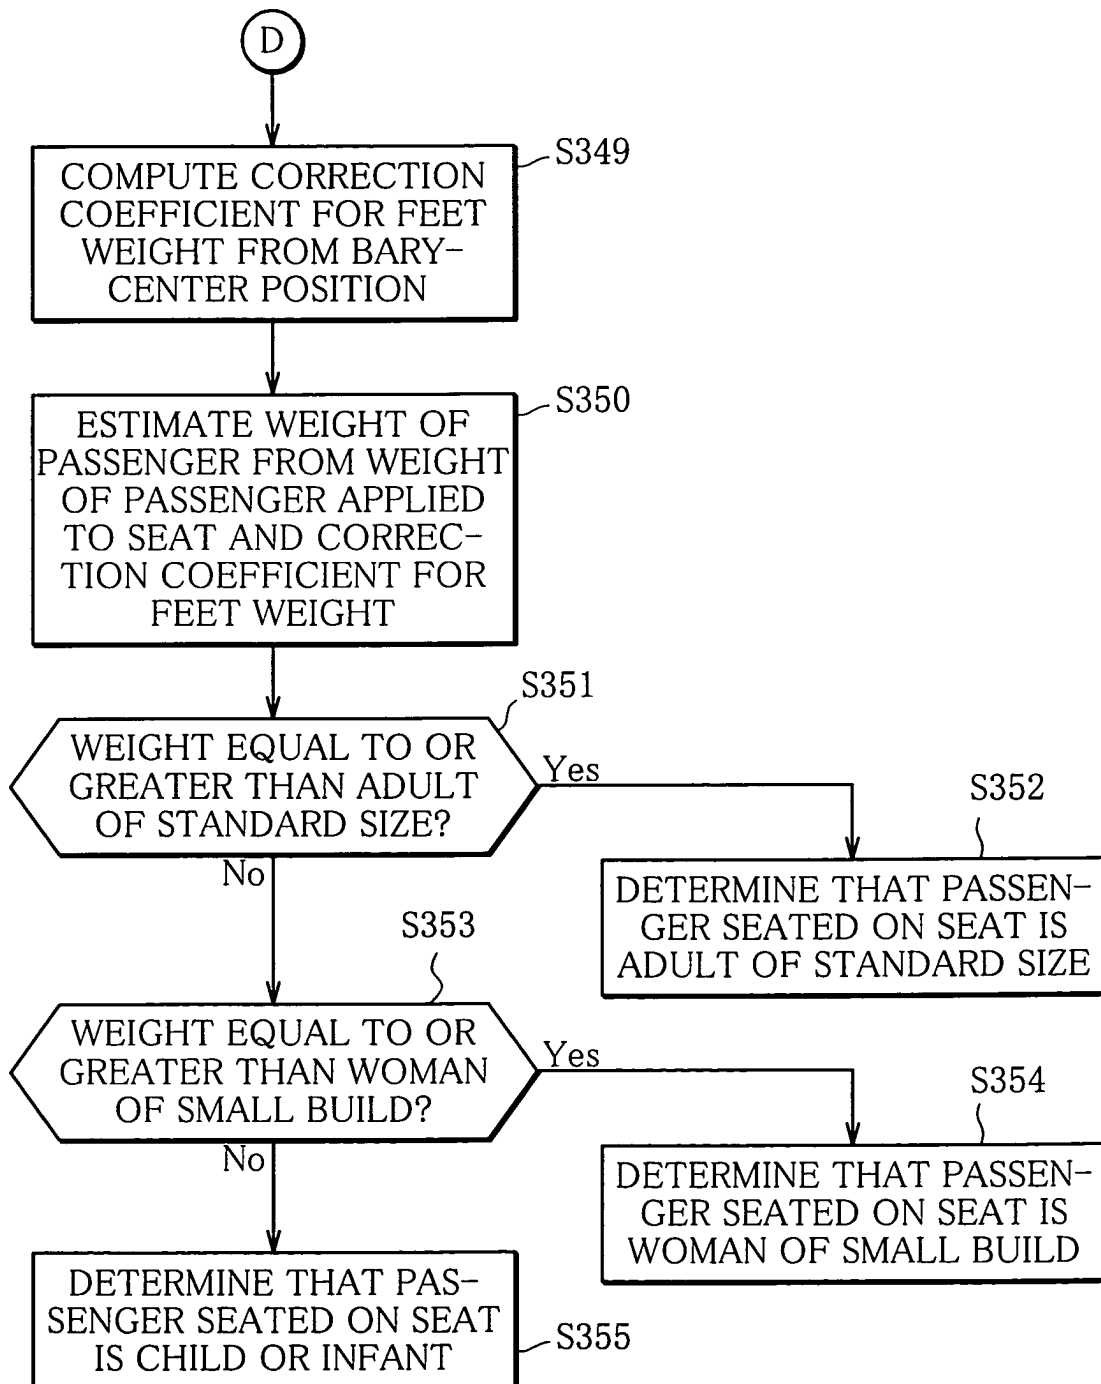 D
S349
COMPUTE CORRECTION
COEFFICIENT FOR FEET
WEIGHT FROM BARY-
CENTER POSITION
S350
ESTIMATE WEIGHT OF
PASSENGER FROM WEIGHT
OF PASSENGER APPLIED
TO SEAT AND CORREC-
TION COEFFICIENT FOR
FEET WEIGHT
S351
WEIGHT EQUAL TO OR
GREATER THAN ADULT
OF STANDARD SIZE?
Yes
No
S352
DETERMINE THAT PASSEN-
GER SEATED ON SEAT IS
ADULT OF STANDARD SIZE
S353
WEIGHT EQUAL TO OR
GREATER THAN WOMAN
OF SMALL BUILD?
Yes
No
S354
DETERMINE THAT PASSEN-
GER SEATED ON SEAT IS
WOMAN OF SMALL BUILD
DETERMINE THAT PAS-
SENGER SEATED ON SEAT
IS CHILD OR INFANT
S355